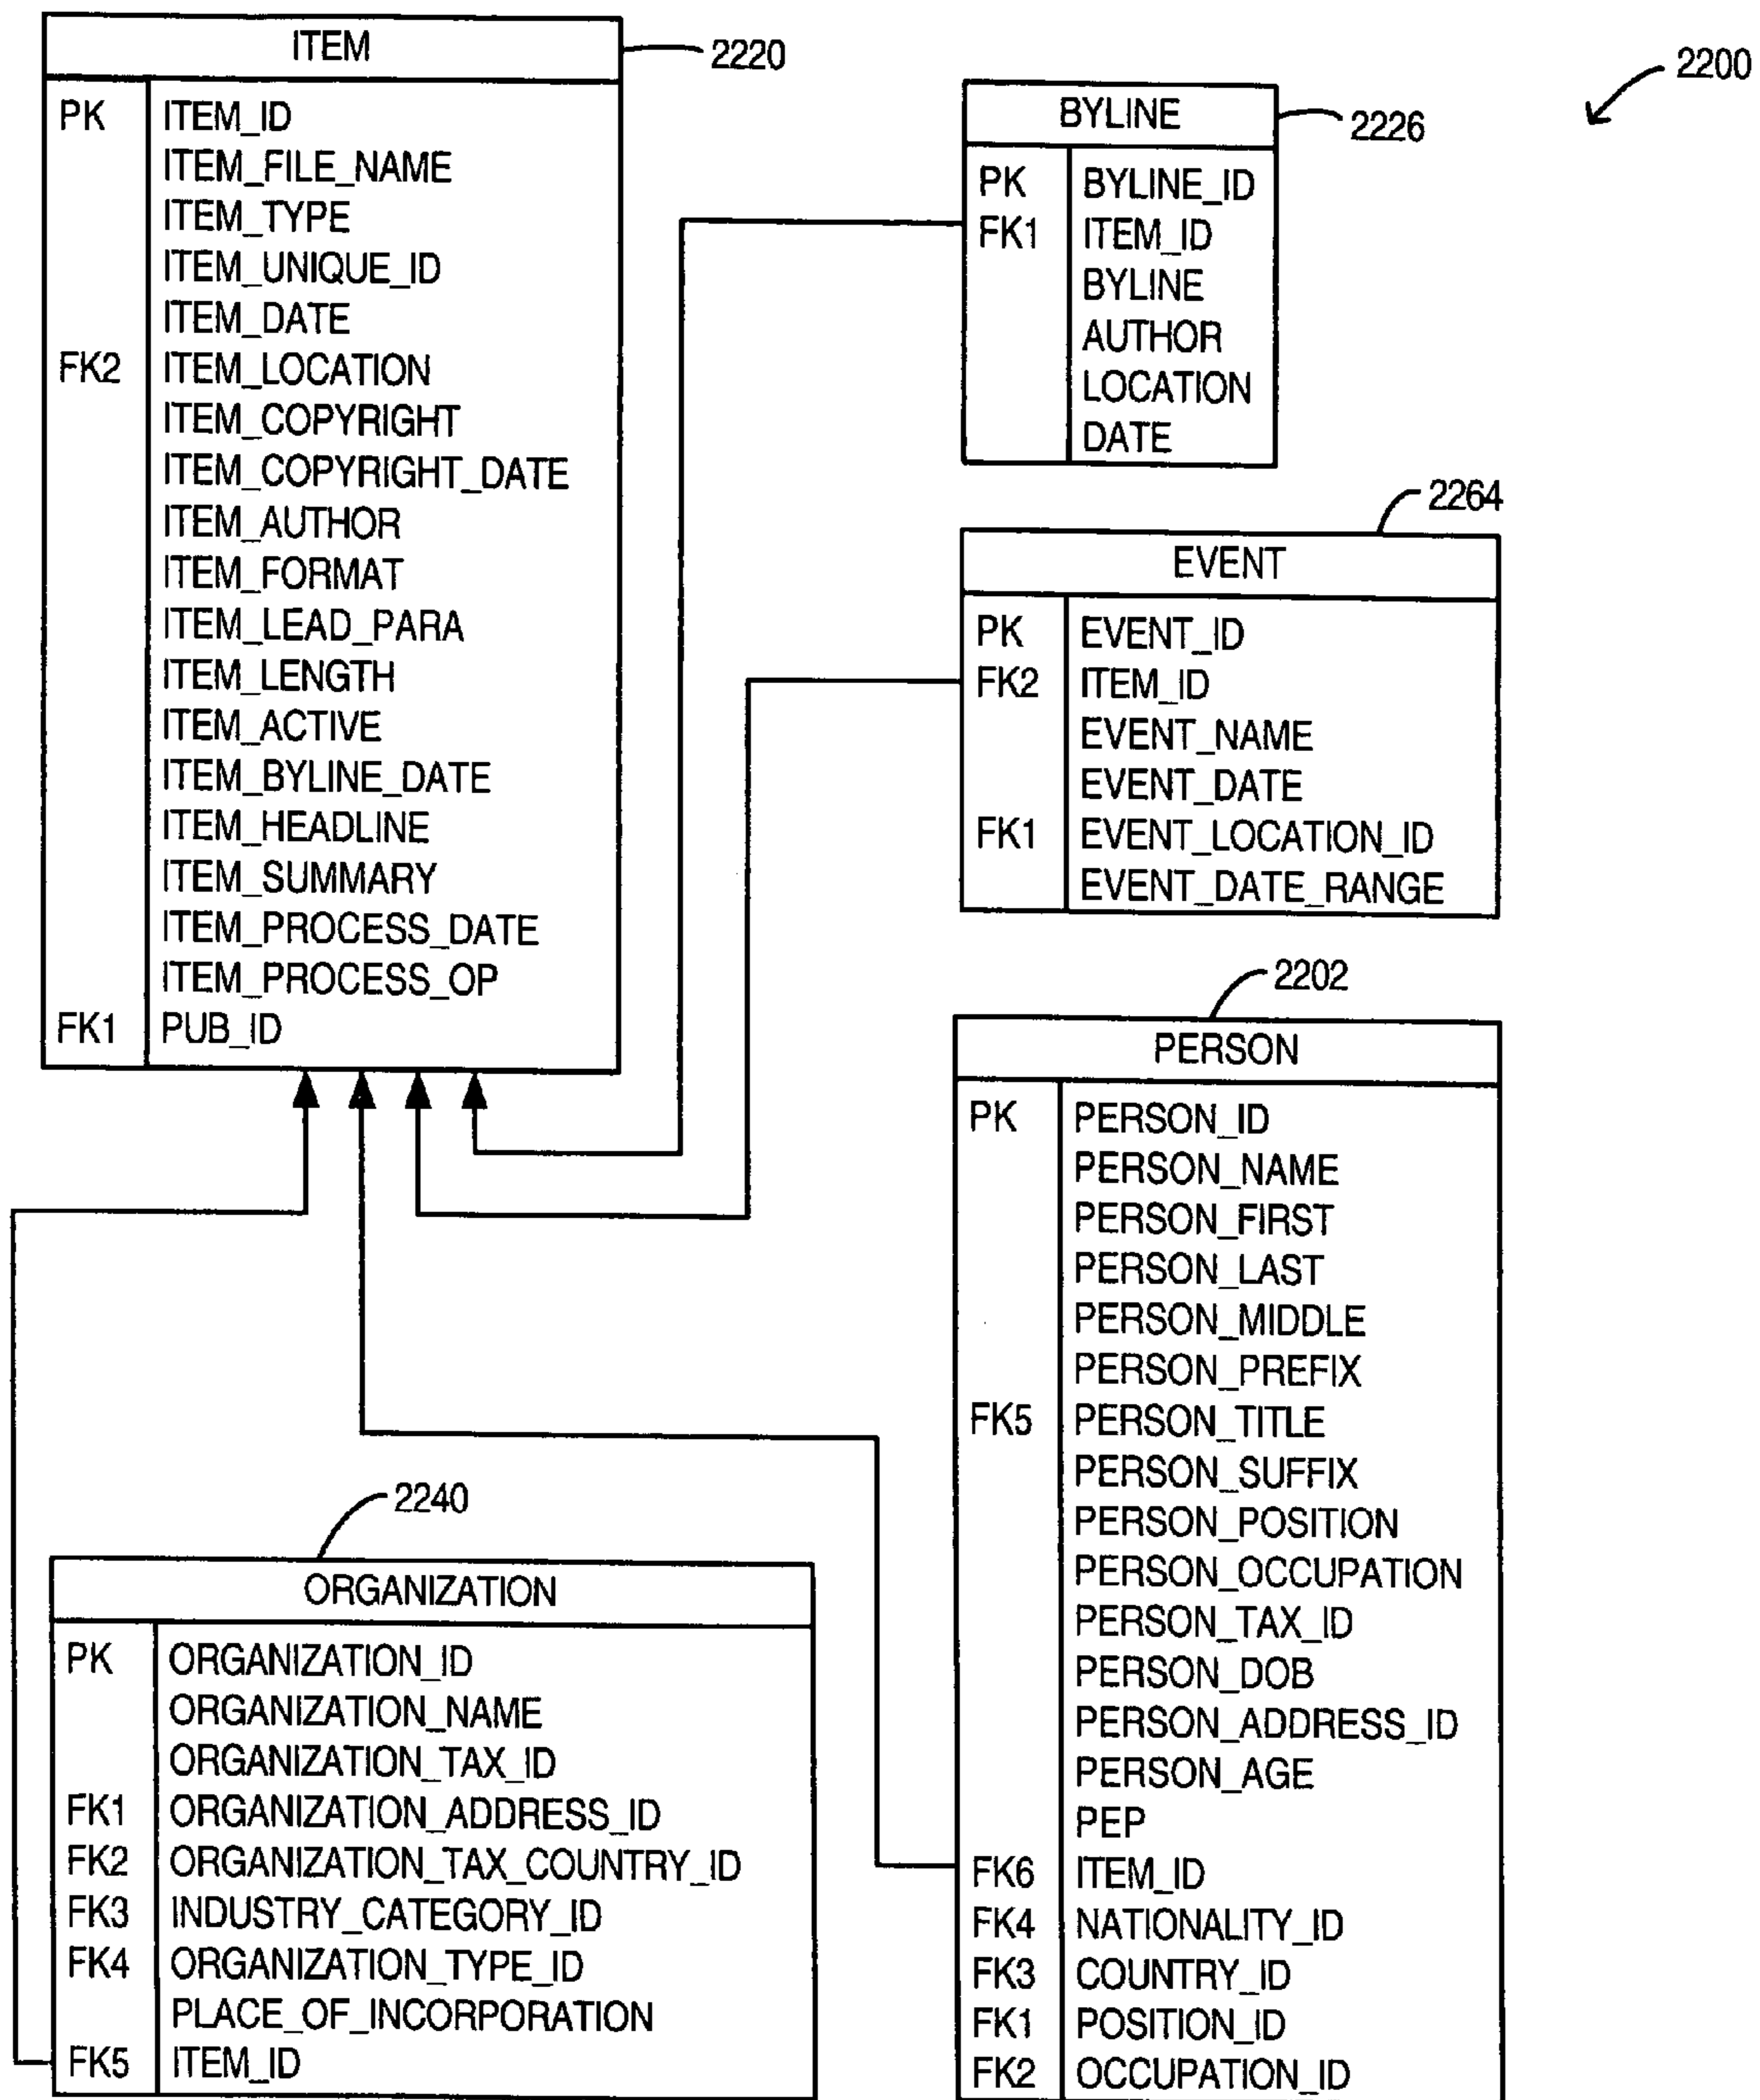 2200
ITEM
2220
PK ITEM_ID
ITEM_FILE_NAME
ITEM_TYPE
ITEM_UNIQUE_ID
ITEM_DATE
FK2 ITEM_LOCATION
ITEM_COPYRIGHT
ITEM_COPYRIGHT_DATE
ITEM_AUTHOR
ITEM_FORMAT
ITEM_LEAD_PARA
ITEM_LENGTH
ITEM_ACTIVE
ITEM_BYLINE_DATE
ITEM_HEADLINE
ITEM_SUMMARY
ITEM_PROCESS_DATE
ITEM_PROCESS_OP
FK1 PUB_ID
BYLINE
2226
PK BYLINE_ID
FK1 ITEM_ID
BYLINE
AUTHOR
LOCATION
DATE
2264
EVENT
PK EVENT_ID
FK2 ITEM_ID
EVENT_NAME
EVENT_DATE
FK1 EVENT_LOCATION_ID
EVENT_DATE_RANGE
2202
PERSON
PK PERSON_ID
PERSON_NAME
PERSON_FIRST
PERSON_LAST
PERSON_MIDDLE
PERSON_PREFIX
FK5 PERSON_TITLE
PERSON_SUFFIX
PERSON_POSITION
PERSON_OCCUPATION
PERSON_TAX_ID
PERSON_DOB
PERSON_ADDRESS_ID
PERSON_AGE
PEP
FK6 ITEM_ID
FK4 NATIONALITY_ID
FK3 COUNTRY_ID
FK1 POSITION_ID
FK2 OCCUPATION_ID
2240
ORGANIZATION
PK ORGANIZATION_ID
ORGANIZATION_NAME
ORGANIZATION_TAX_ID
FK1 ORGANIZATION_ADDRESS_ID
FK2 ORGANIZATION_TAX_COUNTRY_ID
FK3 INDUSTRY_CATEGORY_ID
FK4 ORGANIZATION_TYPE_ID
PLACE_OF_INCORPORATION
FK5 ITEM_ID